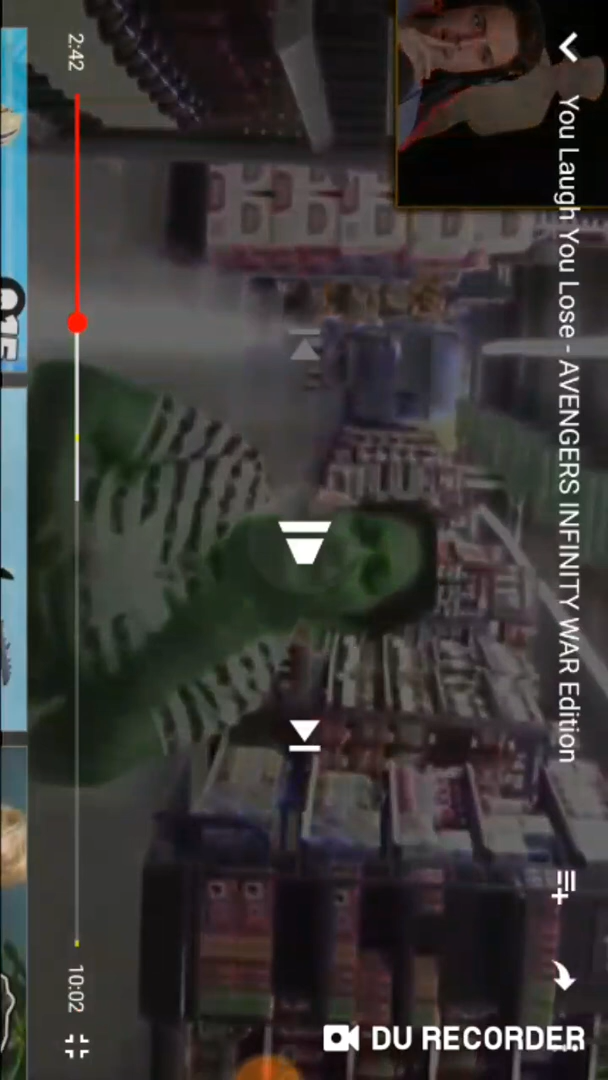 You Laugh You Lose - AVENGERS INFINITY WAR Edition
2:42
10:02
DU RECORDER